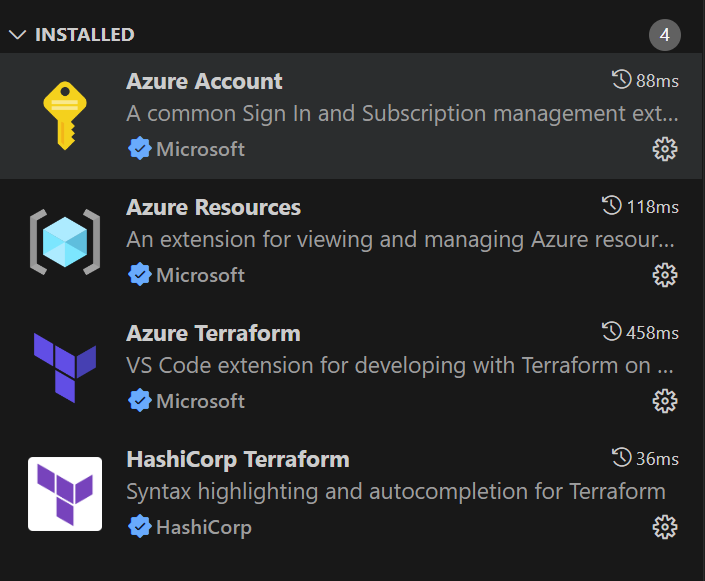 INSTALLED 4
Azure Account 88ms
A common Sign In and Subscription management ext...
Microsoft
Azure Resources 118ms
An extension for viewing and managing Azure resour...
Microsoft
Azure Terraform 458ms
VS Code extension for developing with Terraform on ...
Microsoft
HashiCorp Terraform 36ms
Syntax highlighting and autocompletion for Terraform
HashiCorp